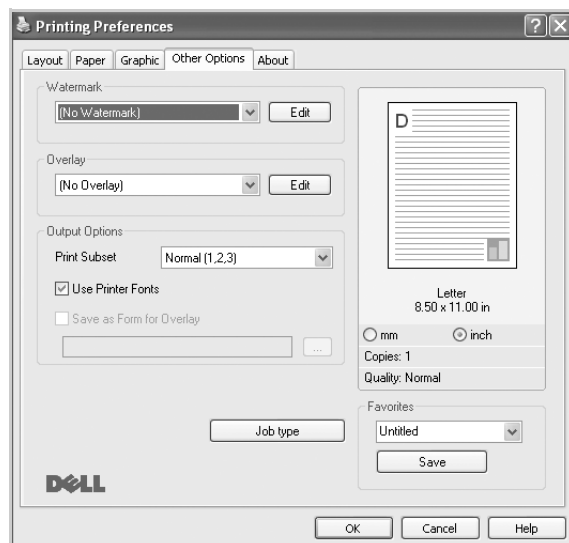 Printing Preferences
Layout Paper Graphic Other Options About
Watermark
(No Watermark) Edit
Overlay
(No Overlay) Edit
Output Options
Print Subset Normal (1,2,3)
Use Printer Fonts
Save as Form for Overlay
...
Job type
DELL
D
Letter
8.50 x 11.00 in
mm inch
Copies: 1
Quality: Normal
Favorites
Untitled
Save
OK Cancel Help